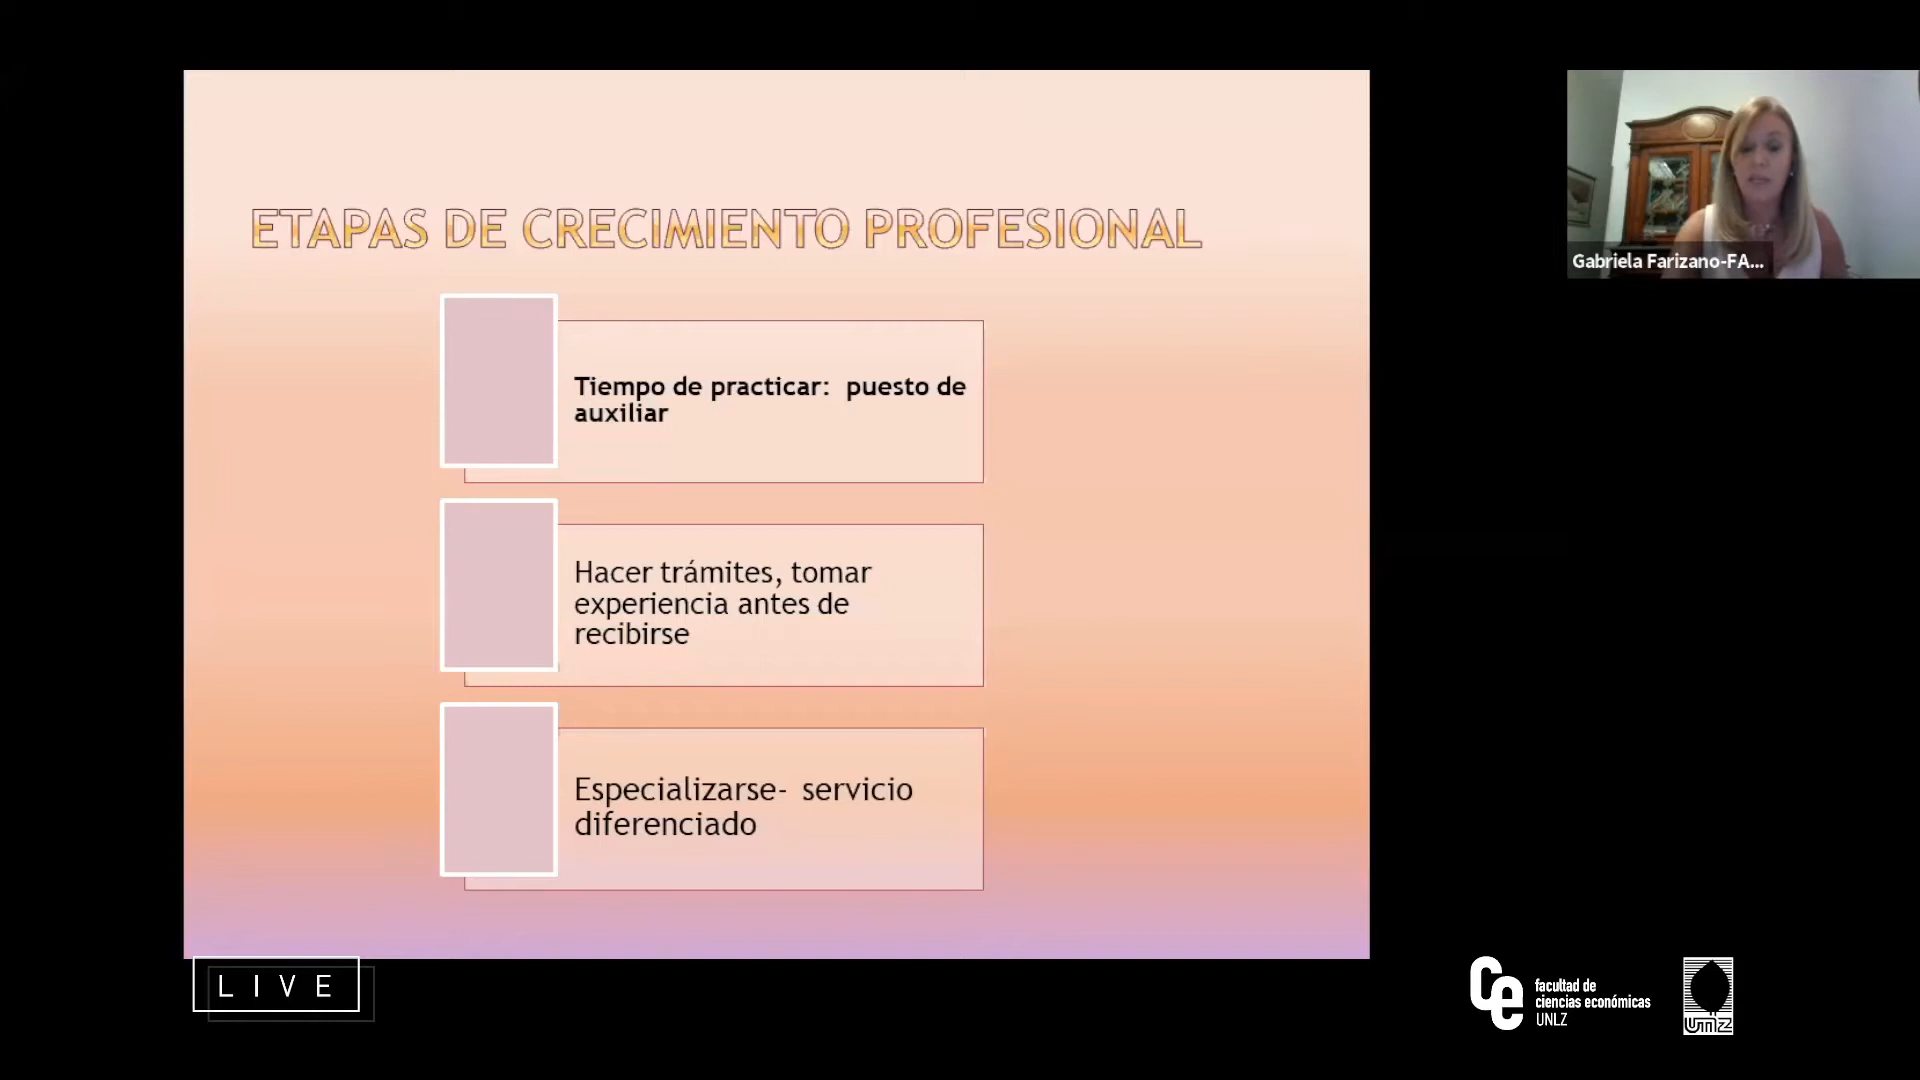 ETAPAS DE CRECIMIENTO PROFESIONAL
Tiempo de practicar:  puesto de
auxiliar
Hacer trámites, tomar
experiencia antes de
recibirse
Especializarse-  servicio
diferenciado
Gabriela Farizano-FA...
LIVE
Ce
facultad de
ciencias económicas
UNLZ
unlz